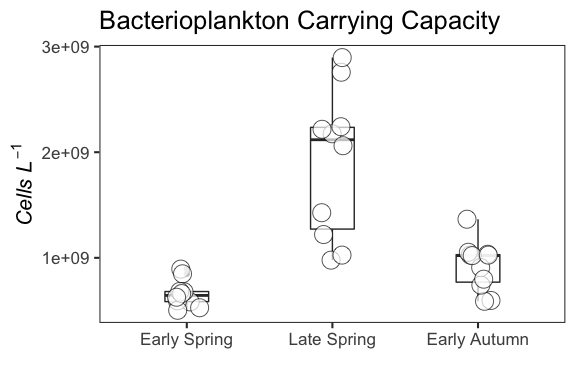 Bacterioplankton Carrying Capacity
3e+09
2e+09
1e+09
Cells L⁻¹
Early Spring Late Spring Early Autumn